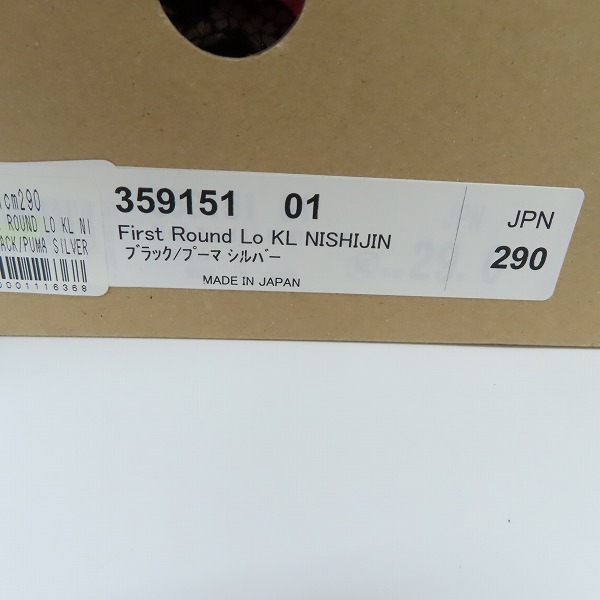 cm290
ROUND LO KL NI
ACK/PUMA SILVER
0001116368
359151 01
First Round Lo KL NISHIJIN
ブラック/プーマ シルバー
MADE IN JAPAN
JPN
290